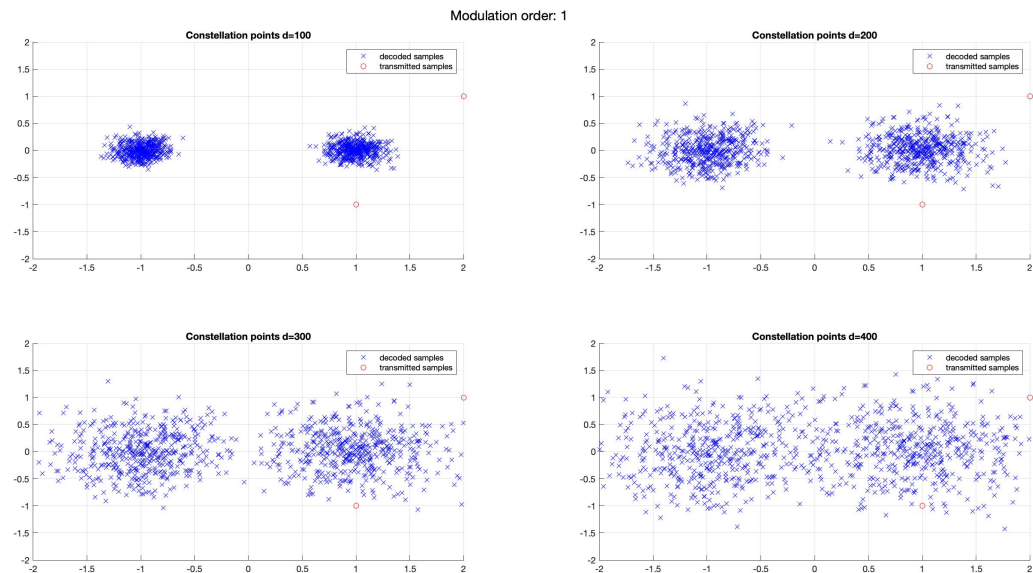 Modulation order: 1
Constellation points d=100
2
1.5
1
0.5
0
-0.5
-1
-1.5
-2
-2 -1.5 -1 -0.5 0 0.5 1 1.5 2
decoded samples
transmitted samples
Constellation points d=200
2
1.5
1
0.5
0
-0.5
-1
-1.5
-2
-2 -1.5 -1 -0.5 0 0.5 1 1.5 2
decoded samples
transmitted samples
Constellation points d=300
2
1.5
1
0.5
0
-0.5
-1
-1.5
-2
-2 -1.5 -1 -0.5 0 0.5 1 1.5 2
decoded samples
transmitted samples
Constellation points d=400
2
1.5
1
0.5
0
-0.5
-1
-1.5
-2
-2 -1.5 -1 -0.5 0 0.5 1 1.5 2
decoded samples
transmitted samples